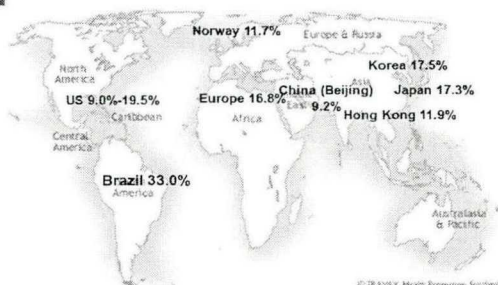 Norway 11.7%
Europe & Russia
Korea 17.5%
North
America
Asia
US 9.0%-19.5%
Europe 16.8%
China (Beijing)
Japan 17.3%
East
9.2%
Caribbean
Africa
Hong Kong 11.9%
Central
America
Brazil 33.0%
America
Australasia
& Pacific